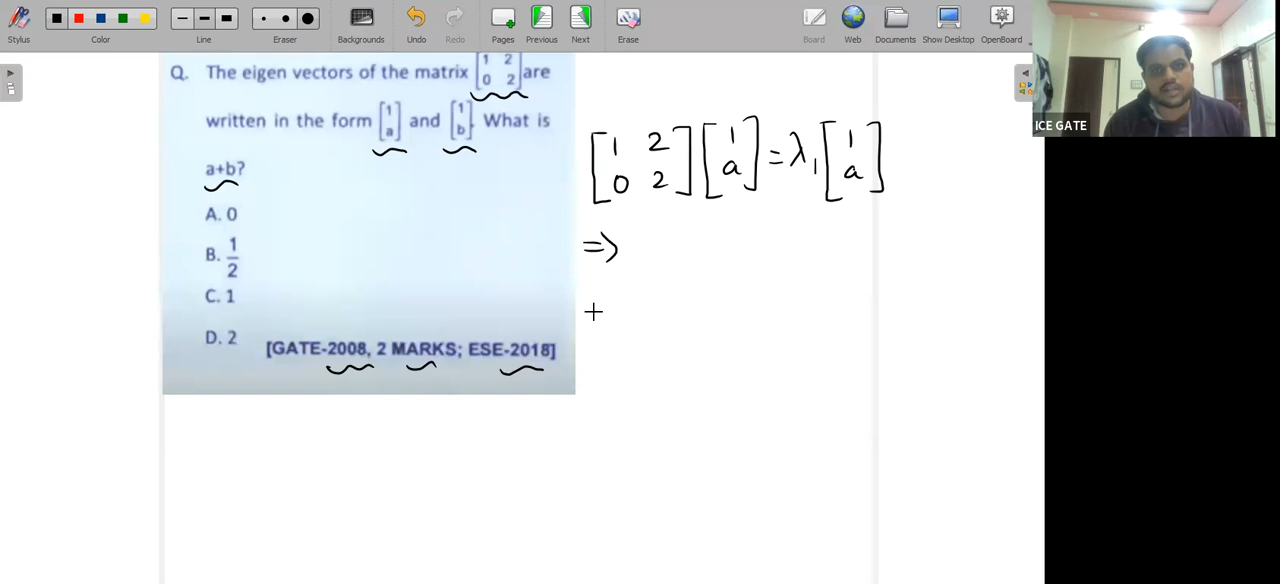 Stylus
Color
Line
Eraser
Backgrounds
Undo
Redo
Pages
Previous
Next
Erase
Board
Web
Documents
Show Desktop
OpenBoard
ICE GATE
Q. The eigen vectors of the matrix [1 2
0 2] are
written in the form [1
a] and [1
b]. What is
a+b?
A. 0
B. 1/2
C. 1
D. 2
[GATE-2008, 2 MARKS; ESE-2018]
[1 2
0 2] [1
a] = λ₁ [1
a]
=>